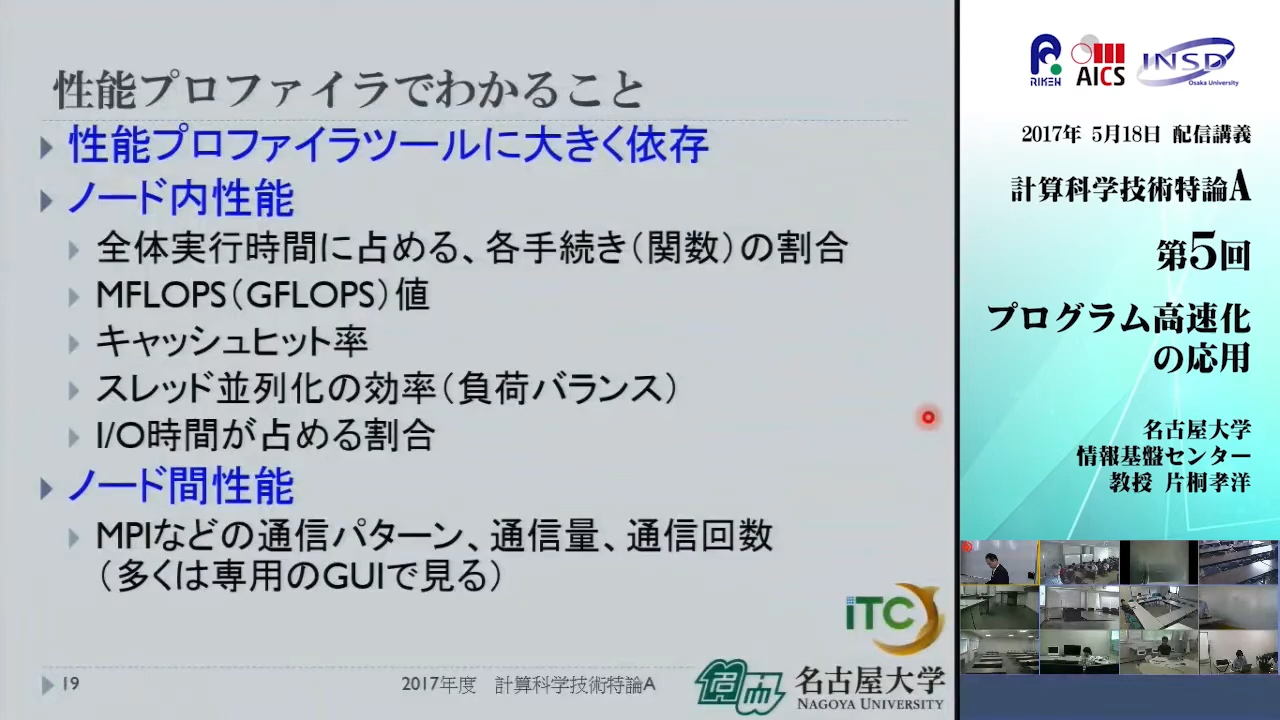 性能プロファイラでわかること
性能プロファイラツールに大きく依存
ノード内性能
全体実行時間に占める、各手続き（関数）の割合
MFLOPS（GFLOPS）値
キャッシュヒット率
スレッド並列化の効率（負荷バランス）
I/O時間が占める割合
ノード間性能
MPIなどの通信パターン、通信量、通信回数
（多くは専用のGUIで見る）
19
2017年度 計算科学技術特論A
ITC
名古屋大学
NAGOYA UNIVERSITY
RIKEN
AICS
INSD
Osaka University
2017年 5月18日 配信講義
計算科学技術特論A
第5回
プログラム高速化
の応用
名古屋大学
情報基盤センター
教授 片桐孝洋